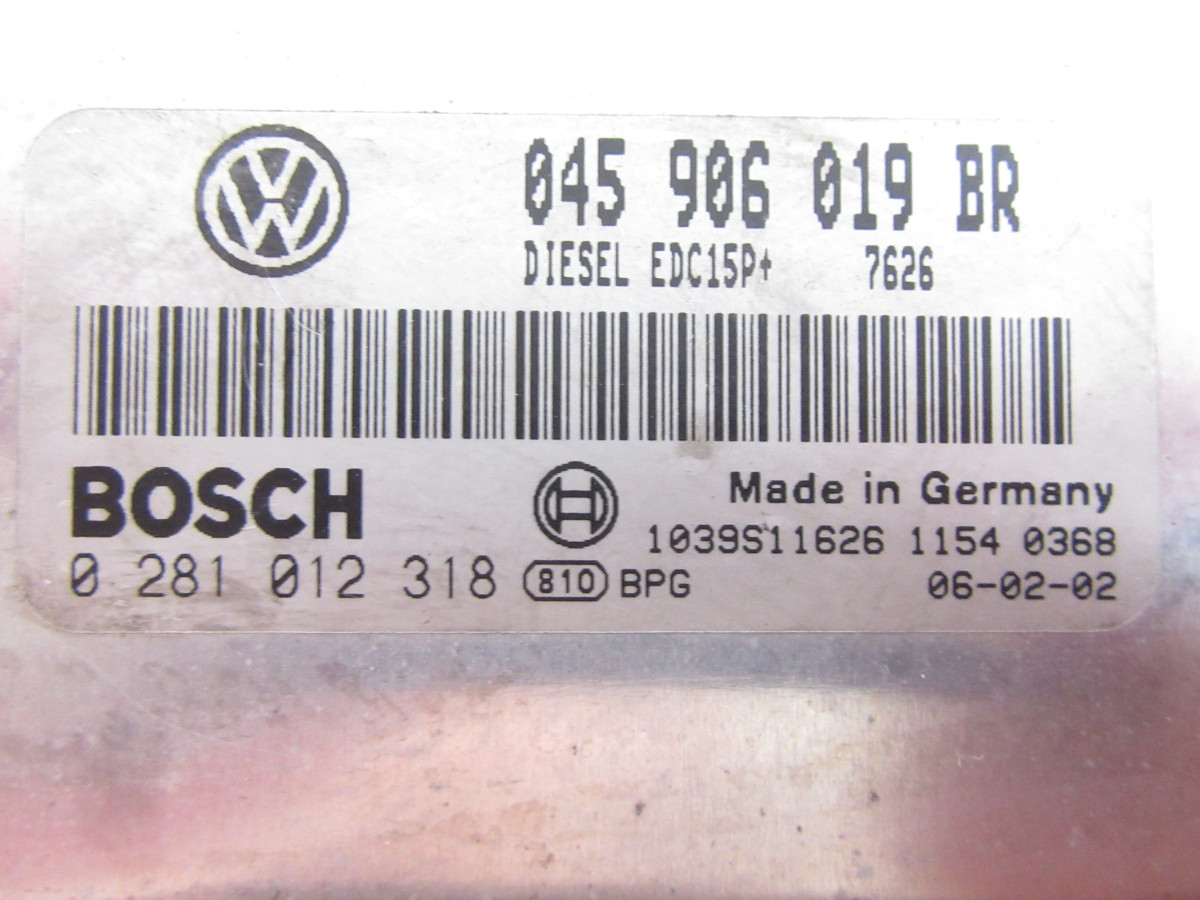 045 906 019 BR
DIESEL EDC15P+ 7626
BOSCH
Made in Germany
1039S11626 1154 0368
0 281 012 318 810 BPG 06-02-02